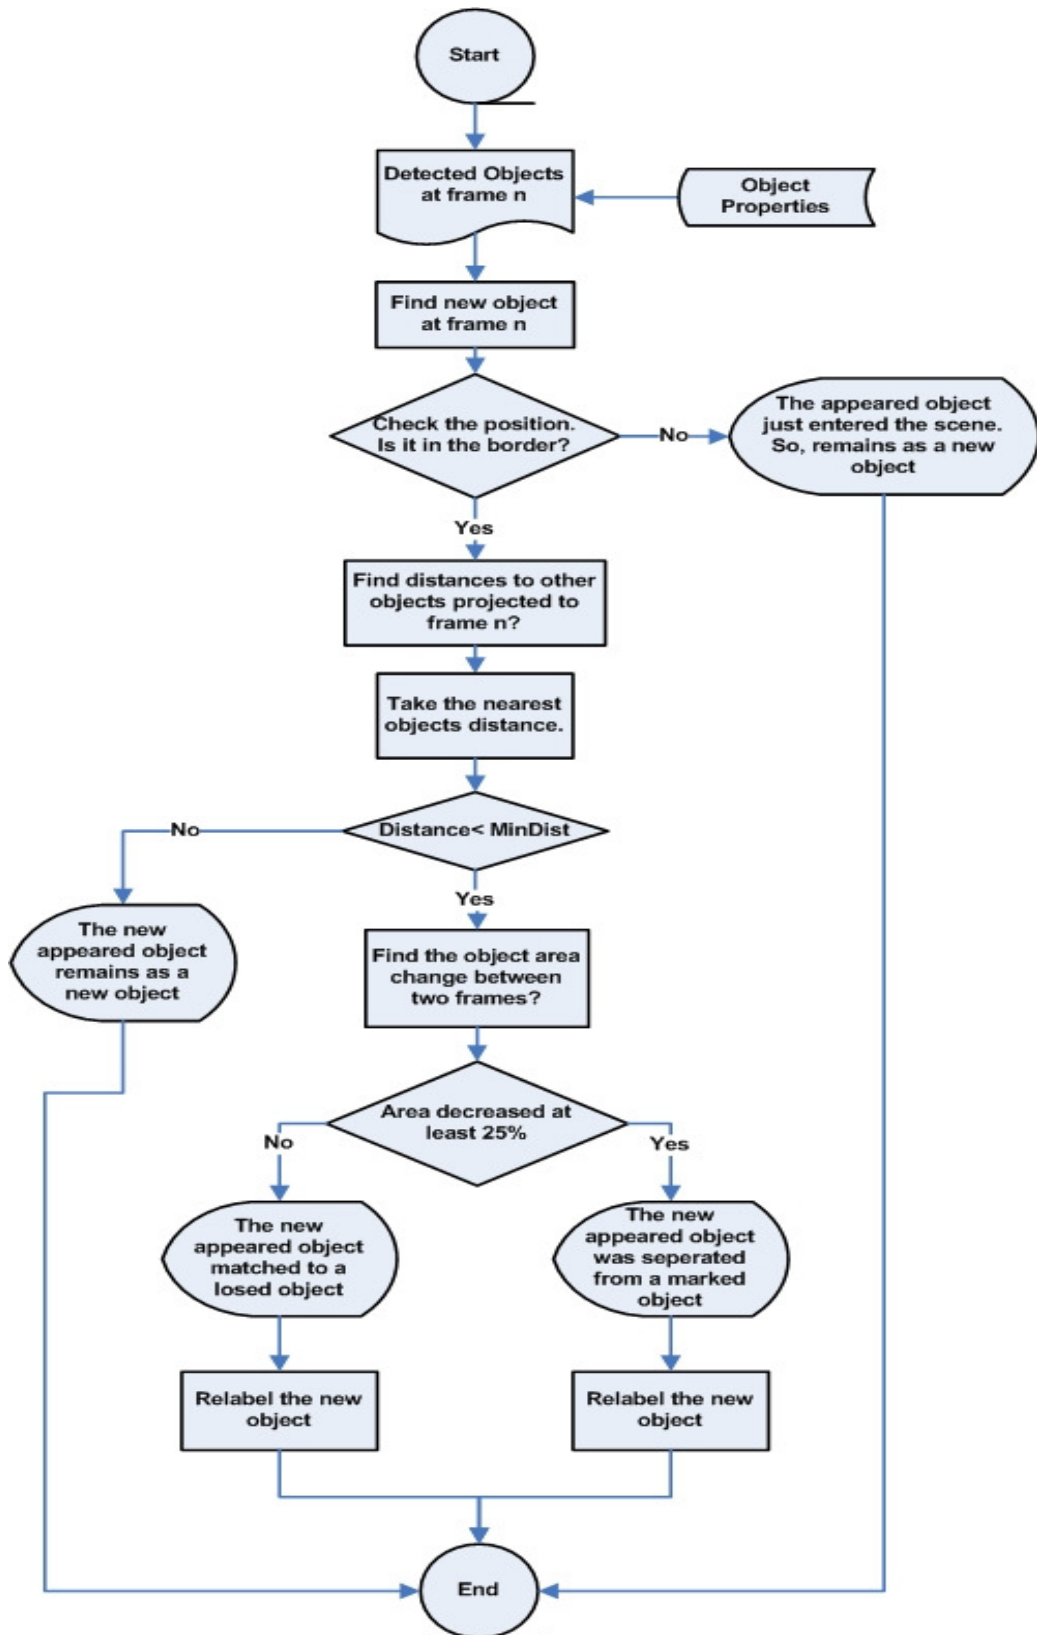 Start
Detected Objects
at frame n
Object
Properties
Find new object
at frame n
Check the position.
Is it in the border?
No
The appeared object
just entered the scene.
So, remains as a new
object
Yes
Find distances to other
objects projected to
frame n?
Take the nearest
objects distance.
Distance< MinDist
No
Yes
The new
appeared object
remains as a
new object
Find the object area
change between
two frames?
Area decreased at
least 25%
No
Yes
The new
appeared object
matched to a
losed object
The new
appeared object
was seperated
from a marked
object
Relabel the new
object
Relabel the new
object
End